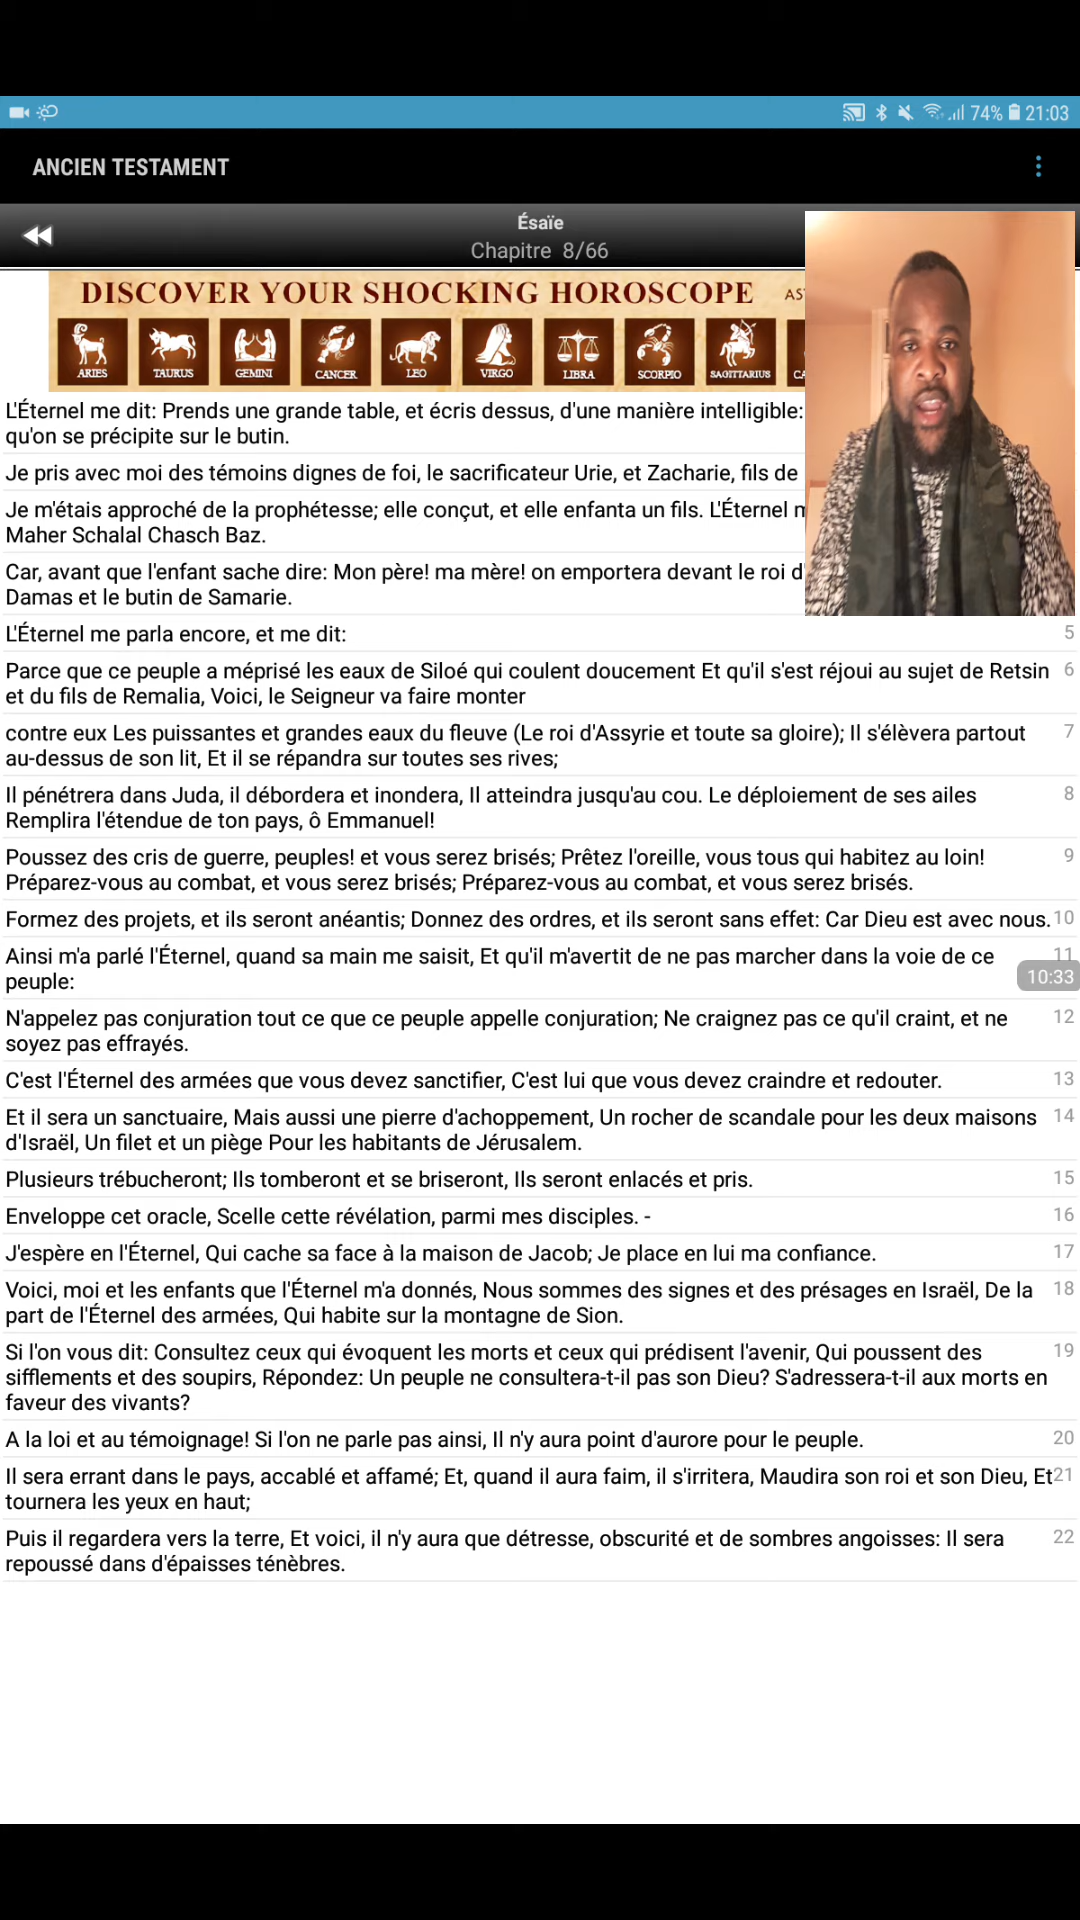 74% 21:03
ANCIEN TESTAMENT
Ésaïe
Chapitre 8/66
DISCOVER YOUR SHOCKING HOROSCOPE
ARIES TAURUS GEMINI CANCER LEO VIRGO LIBRA SCORPIO SAGITTARIUS
L'Éternel me dit: Prends une grande table, et écris dessus, d'une manière intelligible:
qu'on se précipite sur le butin.
Je pris avec moi des témoins dignes de foi, le sacrificateur Urie, et Zacharie, fils de
Je m'étais approché de la prophétesse; elle conçut, et elle enfanta un fils. L'Éternel
Maher Schalal Chasch Baz.
Car, avant que l'enfant sache dire: Mon père! ma mère! on emportera devant le roi d'
Damas et le butin de Samarie.
L'Éternel me parla encore, et me dit: 5
Parce que ce peuple a méprisé les eaux de Siloé qui coulent doucement Et qu'il s'est réjoui au sujet de Retsin 6
et du fils de Remalia, Voici, le Seigneur va faire monter
contre eux Les puissantes et grandes eaux du fleuve (Le roi d'Assyrie et toute sa gloire); Il s'élèvera partout 7
au-dessus de son lit, Et il se répandra sur toutes ses rives;
Il pénétrera dans Juda, il débordera et inondera, Il atteindra jusqu'au cou. Le déploiement de ses ailes 8
Remplira l'étendue de ton pays, ô Emmanuel!
Poussez des cris de guerre, peuples! et vous serez brisés; Prêtez l'oreille, vous tous qui habitez au loin! 9
Préparez-vous au combat, et vous serez brisés; Préparez-vous au combat, et vous serez brisés.
Formez des projets, et ils seront anéantis; Donnez des ordres, et ils seront sans effet: Car Dieu est avec nous. 10
Ainsi m'a parlé l'Éternel, quand sa main me saisit, Et qu'il m'avertit de ne pas marcher dans la voie de ce 11
peuple:
10:33
N'appelez pas conjuration tout ce que ce peuple appelle conjuration; Ne craignez pas ce qu'il craint, et ne 12
soyez pas effrayés.
C'est l'Éternel des armées que vous devez sanctifier, C'est lui que vous devez craindre et redouter. 13
Et il sera un sanctuaire, Mais aussi une pierre d'achoppement, Un rocher de scandale pour les deux maisons 14
d'Israël, Un filet et un piège Pour les habitants de Jérusalem.
Plusieurs trébucheront; Ils tomberont et se briseront, Ils seront enlacés et pris. 15
Enveloppe cet oracle, Scelle cette révélation, parmi mes disciples. - 16
J'espère en l'Éternel, Qui cache sa face à la maison de Jacob; Je place en lui ma confiance. 17
Voici, moi et les enfants que l'Éternel m'a donnés, Nous sommes des signes et des présages en Israël, De la 18
part de l'Éternel des armées, Qui habite sur la montagne de Sion.
Si l'on vous dit: Consultez ceux qui évoquent les morts et ceux qui prédisent l'avenir, Qui poussent des 19
sifflements et des soupirs, Répondez: Un peuple ne consultera-t-il pas son Dieu? S'adressera-t-il aux morts en
faveur des vivants?
A la loi et au témoignage! Si l'on ne parle pas ainsi, Il n'y aura point d'aurore pour le peuple. 20
Il sera errant dans le pays, accablé et affamé; Et, quand il aura faim, il s'irritera, Maudira son roi et son Dieu, Et 21
tournera les yeux en haut;
Puis il regardera vers la terre, Et voici, il n'y aura que détresse, obscurité et de sombres angoisses: Il sera 22
repoussé dans d'épaisses ténèbres.